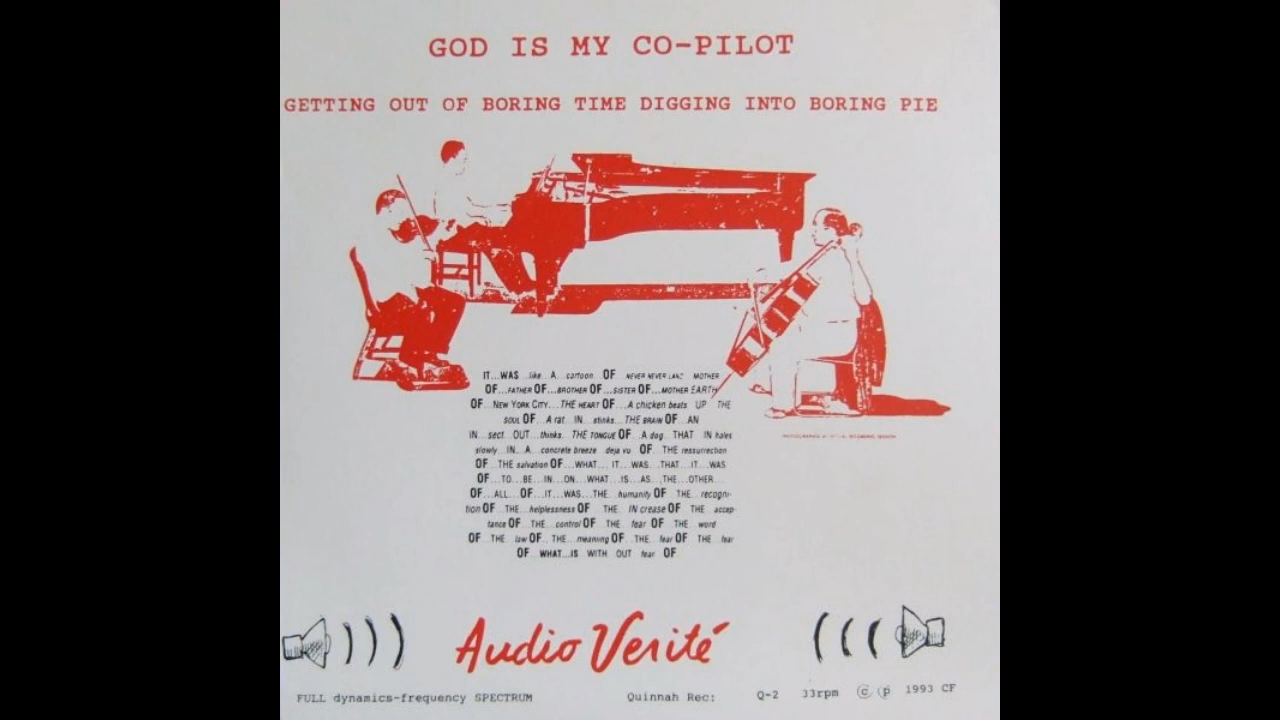 GOD IS MY CO-PILOT
GETTING OUT OF BORING TIME DIGGING INTO BORING PIE
IT...WAS ..like ..A... cartoon.. OF NEVER NEVER LAND MOTHER
OF...FATHER OF...BROTHER OF...SISTER OF...MOTHER EARTH
OF...NEW YORK CITY...THE HEART OF...A chicken beats UP THE
SOUL OF...A rat IN stinks...THE BRAIN OF...AN
IN...sect OUT...thinks. THE TONGUE OF...A dog THAT IN hales
slowly...IN...A...concrete breeze deja vu OF...THE ressurrection
OF...THE salvation OF...WHAT...IT...WAS...THAT...IT...WAS
OF...TO...BE...IN...ON...WHAT...IS...AS...THE...OTHER...
OF...ALL...OF...IT...WAS...THE...humanity OF THE...recogni-
tion OF...THE...helplessness OF THE...IN crease OF THE...accep-
tance OF...THE...control OF THE fear OF THE...word
OF...THE...law OF...THE...meaning OF...THE...fear OF THE...fear
OF...WHAT...IS WITH OUT fear OF
Audio Verité
FULL dynamics-frequency SPECTRUM Quinnah Rec: Q-2 33rpm © ℗ 1993 CF